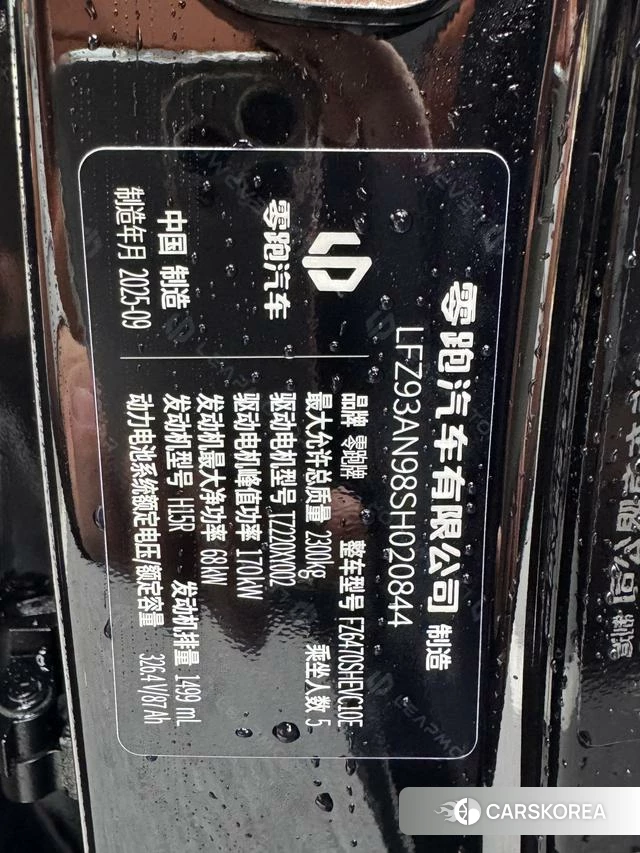 零跑汽车有限公司 制造
LFZ93AN98SH020844
零跑汽车
中国 制造
制造年月 2025-09
品牌 零跑牌 整车型号 FZ6470SHEVC10E
最大允许总质量 2300kg 乘坐人数 5
驱动电机型号 TZ220XY002
驱动电机峰值功率 170kW
发动机最大净功率 68kW
发动机型号 H15R 发动机排量 1499 mL
动力电池系统额定电压/额定容量 326.4 V/87 Ah
CARSKOREA